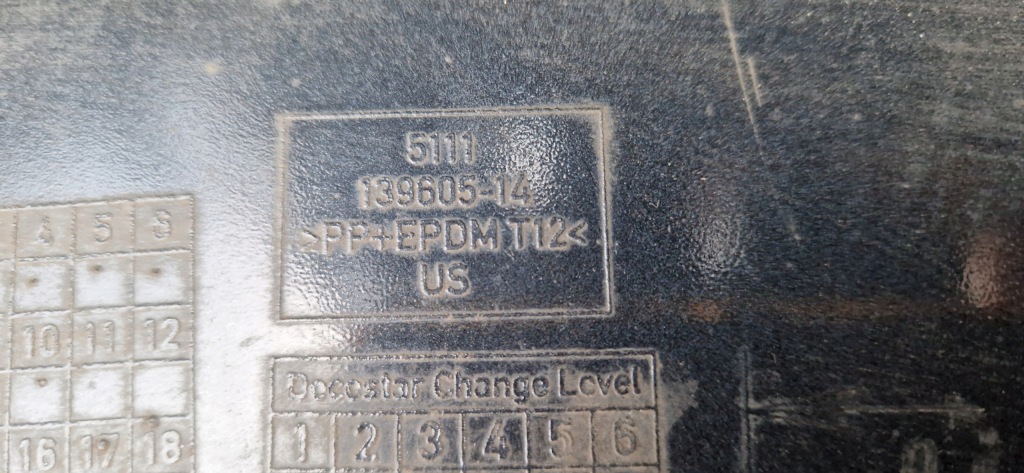 5111
139605-14
>PP+EPDM T12<
US
4 5 6
10 11 12
16 17 18
Decostar Change Level
1 2 3 4 5 6